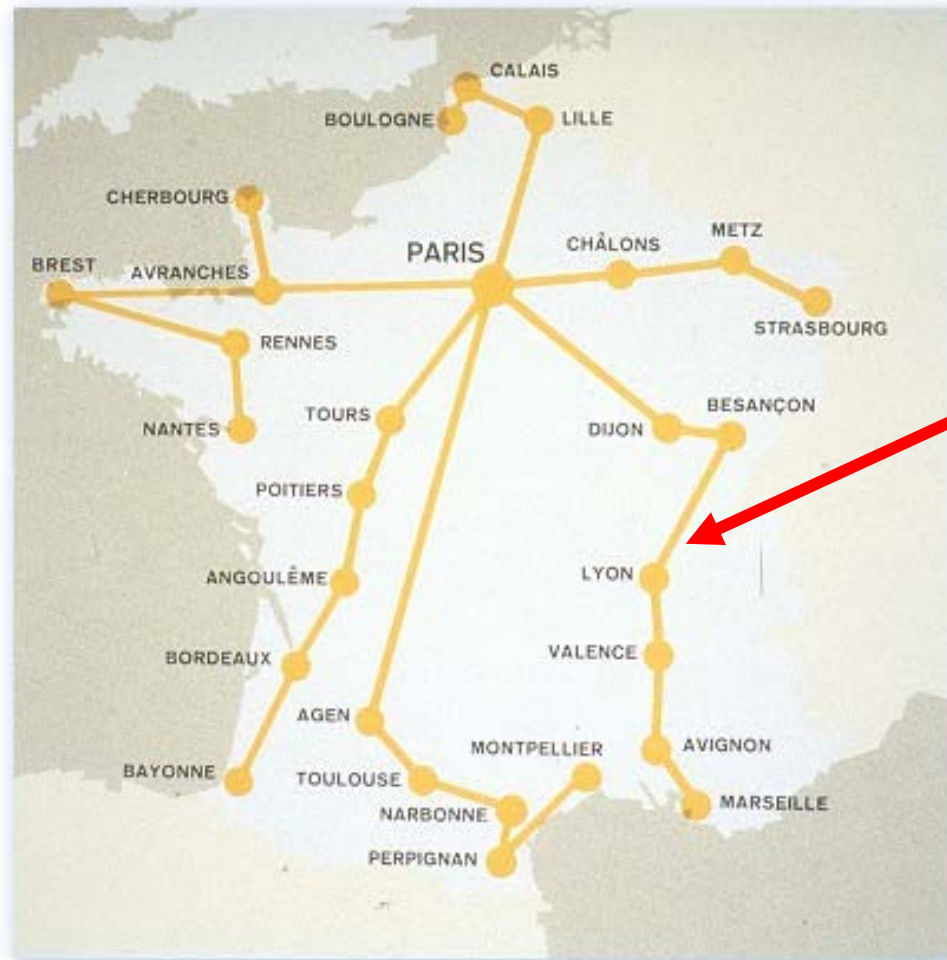 CALAIS
BOULOGNE
LILLE
CHERBOURG
PARIS
CHÂLONS
METZ
BREST
AVRANCHES
STRASBOURG
RENNES
TOURS
BESANÇON
NANTES
DIJON
POITIERS
ANGOULÊME
LYON
BORDEAUX
VALENCE
AGEN
MONTPELLIER
AVIGNON
BAYONNE
TOULOUSE
MARSEILLE
NARBONNE
PERPIGNAN